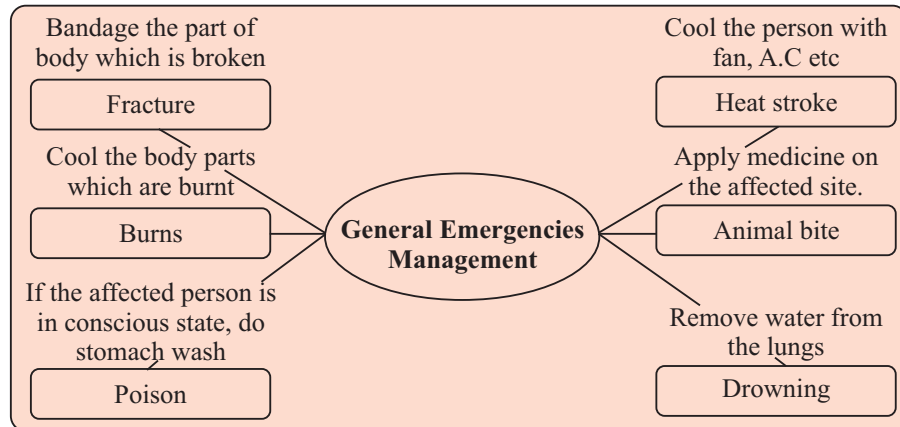 Bandage the part of
body which is broken
Fracture
Cool the body parts
which are burnt
Burns
If the affected person is
in conscious state, do
stomach wash
Poison
General Emergencies
Management
Cool the person with
fan, A.C etc
Heat stroke
Apply medicine on
the affected site.
Animal bite
Remove water from
the lungs
Drowning